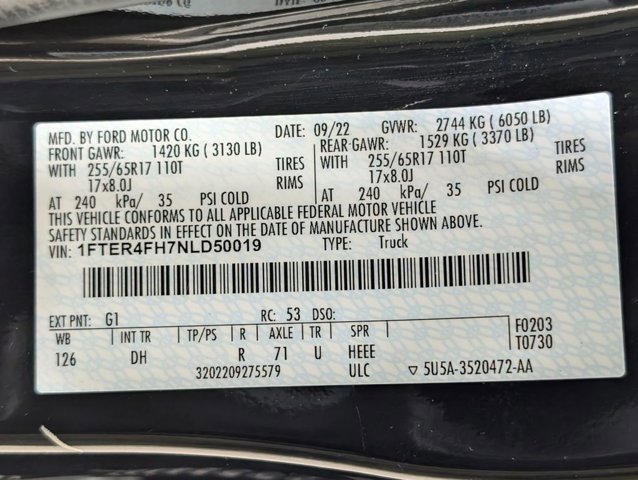 MFD. BY FORD MOTOR CO. DATE: 09/22 GVWR: 2744 KG ( 6050 LB)
FRONT GAWR: 1420 KG ( 3130 LB) REAR GAWR: 1529 KG ( 3370 LB)
WITH 255/65R17 110T TIRES WITH 255/65R17 110T TIRES
17x8.0J RIMS 17x8.0J RIMS
AT 240 kPa/ 35 PSI COLD AT 240 kPa/ 35 PSI COLD
THIS VEHICLE CONFORMS TO ALL APPLICABLE FEDERAL MOTOR VEHICLE
SAFETY STANDARDS IN EFFECT ON THE DATE OF MANUFACTURE SHOWN ABOVE.
VIN: 1FTER4FH7NLD50019 TYPE: Truck
EXT PNT: G1 RC: 53 DSO:
WB INT TR TP/PS R AXLE TR SPR F0203
126 DH R 71 U HEEE T0730
3202209275579 ULC ▽ 5U5A-3520472-AA